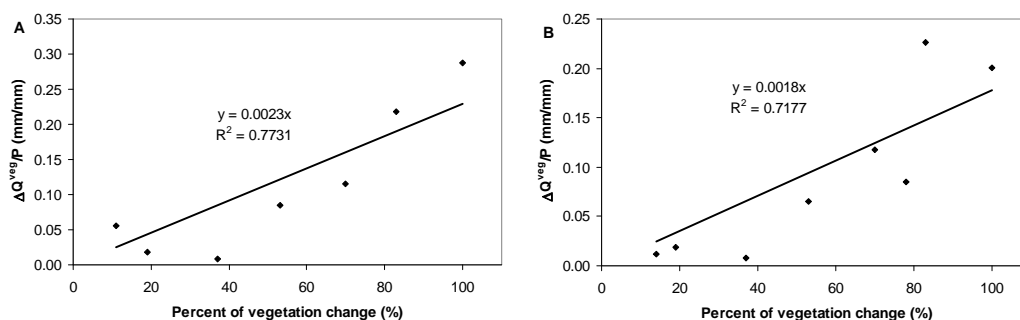 A
ΔQ^veg/P (mm/mm)
0.35
0.30
0.25
0.20
0.15
0.10
0.05
0.00
y = 0.0023x
R² = 0.7731
0 20 40 60 80 100
Percent of vegetation change (%)
B
ΔQ^veg/P (mm/mm)
0.25
0.20
0.15
0.10
0.05
0.00
y = 0.0018x
R² = 0.7177
0 20 40 60 80 100
Percent of vegetation change (%)